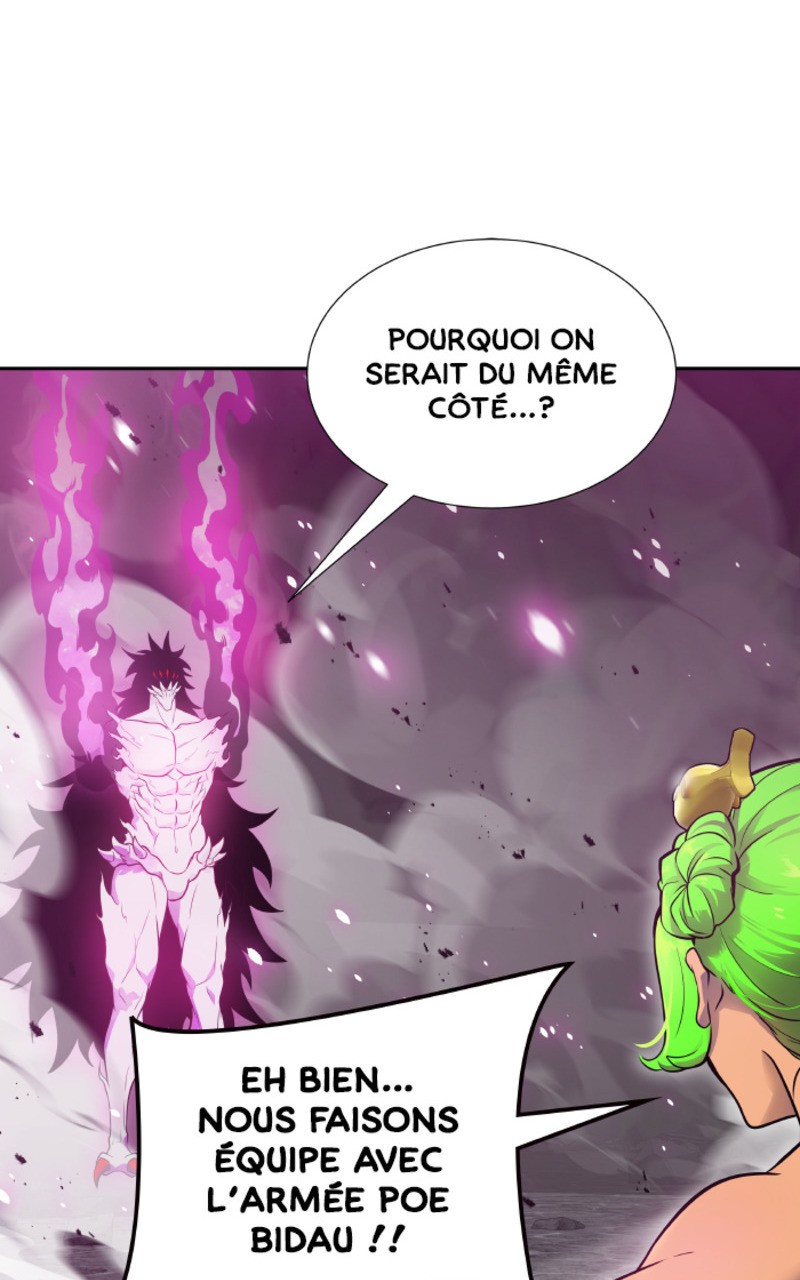 POURQUOI ON
SERAIT DU MÊME
CÔTÉ...?
EH BIEN...
NOUS FAISONS
ÉQUIPE AVEC
L'ARMÉE POE
BIDAU !!